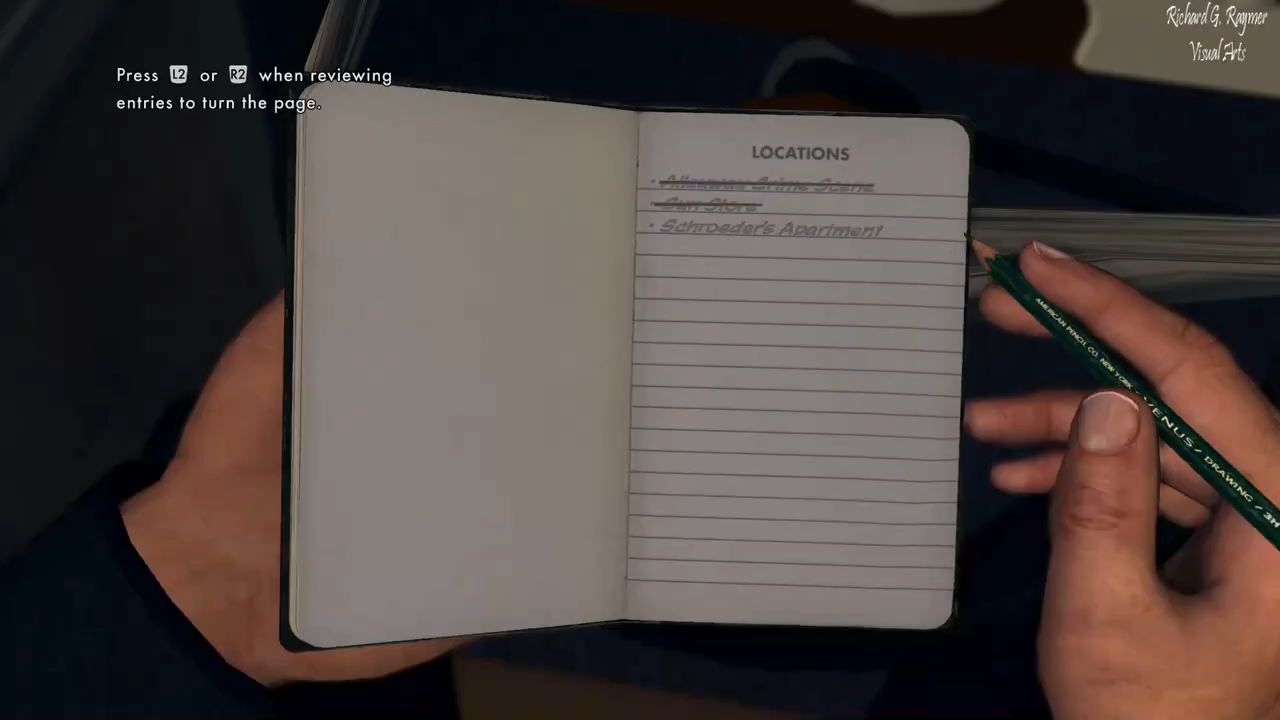 Richard G. Raymer
Visual Arts
Press L2 or R2 when reviewing
entries to turn the page.
LOCATIONS
- Alleyway Crime Scene
- Gun Store
- Schroeder's Apartment
AMERICAN PENCIL CO. NEW YORK - VENUS / DRAWING / 3H